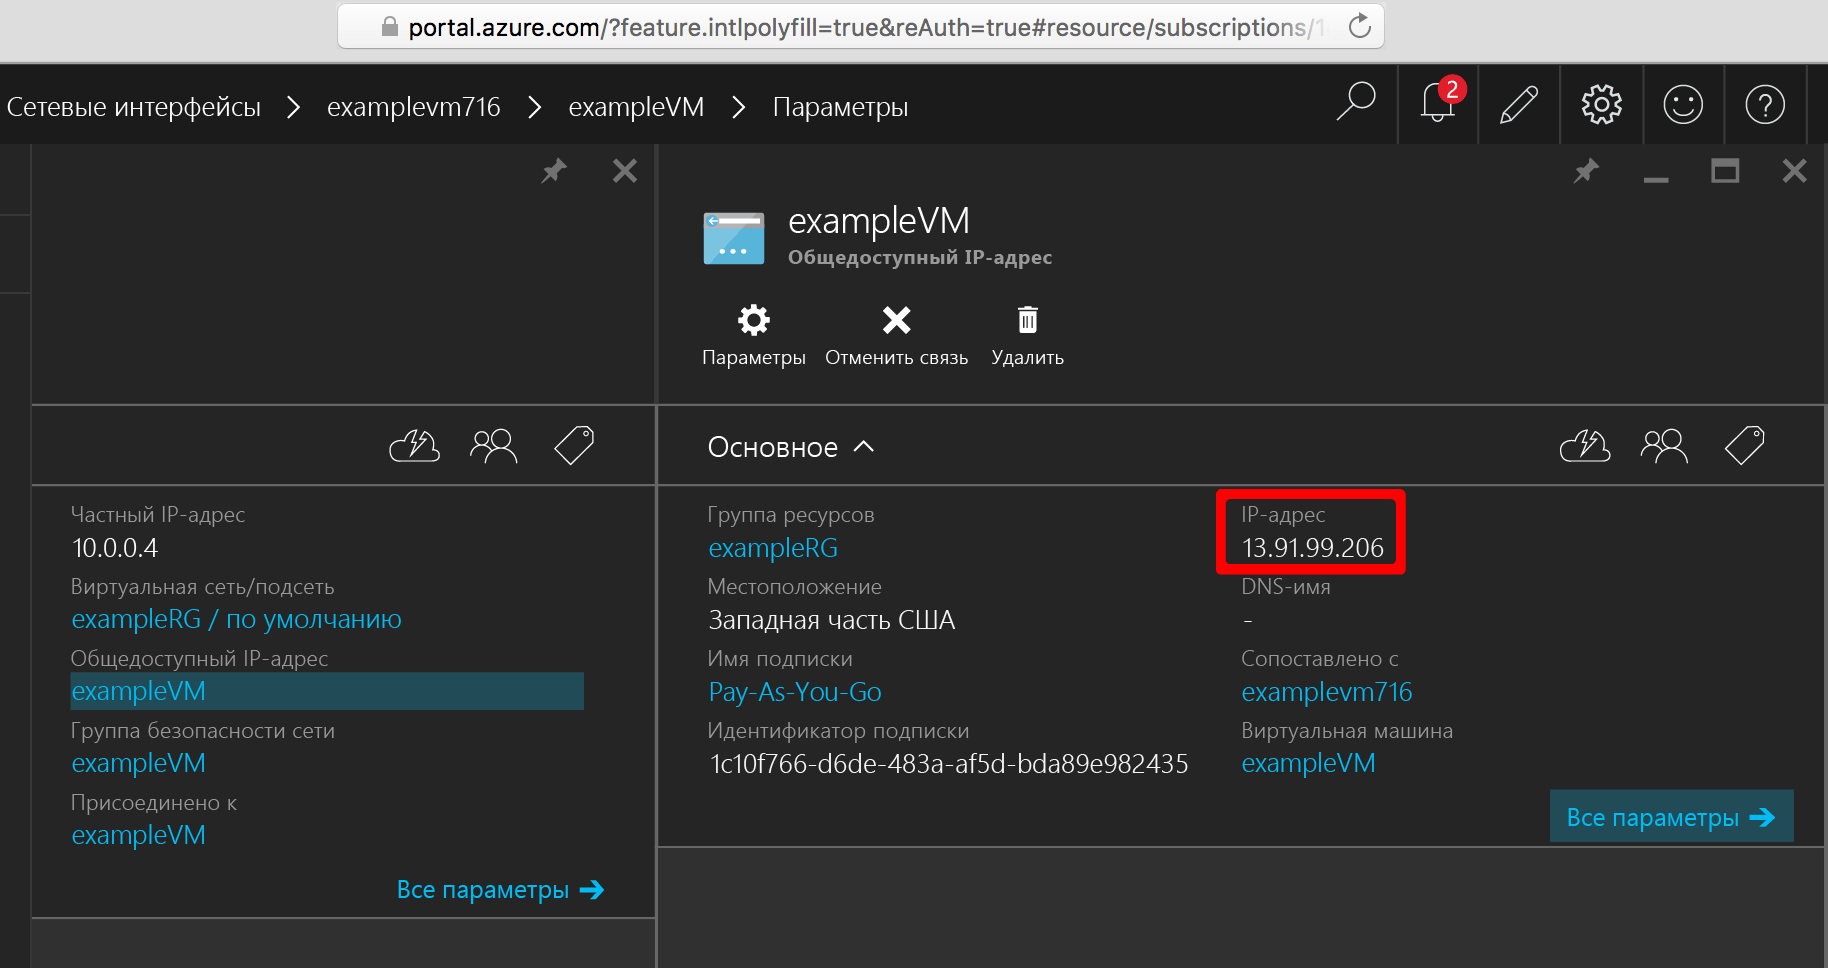 portal.azure.com/?feature.intlpolyfill=true&reAuth=true#resource/subscriptions/1
Сетевые интерфейсы > examplevm716 > exampleVM > Параметры
2
exampleVM
Общедоступный IP-адрес
Параметры Отменить связь Удалить
Частный IP-адрес
10.0.0.4
Виртуальная сеть/подсеть
exampleRG / по умолчанию
Общедоступный IP-адрес
exampleVM
Группа безопасности сети
exampleVM
Присоединено к
exampleVM
Все параметры
Основное
Группа ресурсов
exampleRG
Местоположение
Западная часть США
Имя подписки
Pay-As-You-Go
Идентификатор подписки
1c10f766-d6de-483a-af5d-bda89e982435
IP-адрес
13.91.99.206
DNS-имя
-
Сопоставлено с
examplevm716
Виртуальная машина
exampleVM
Все параметры